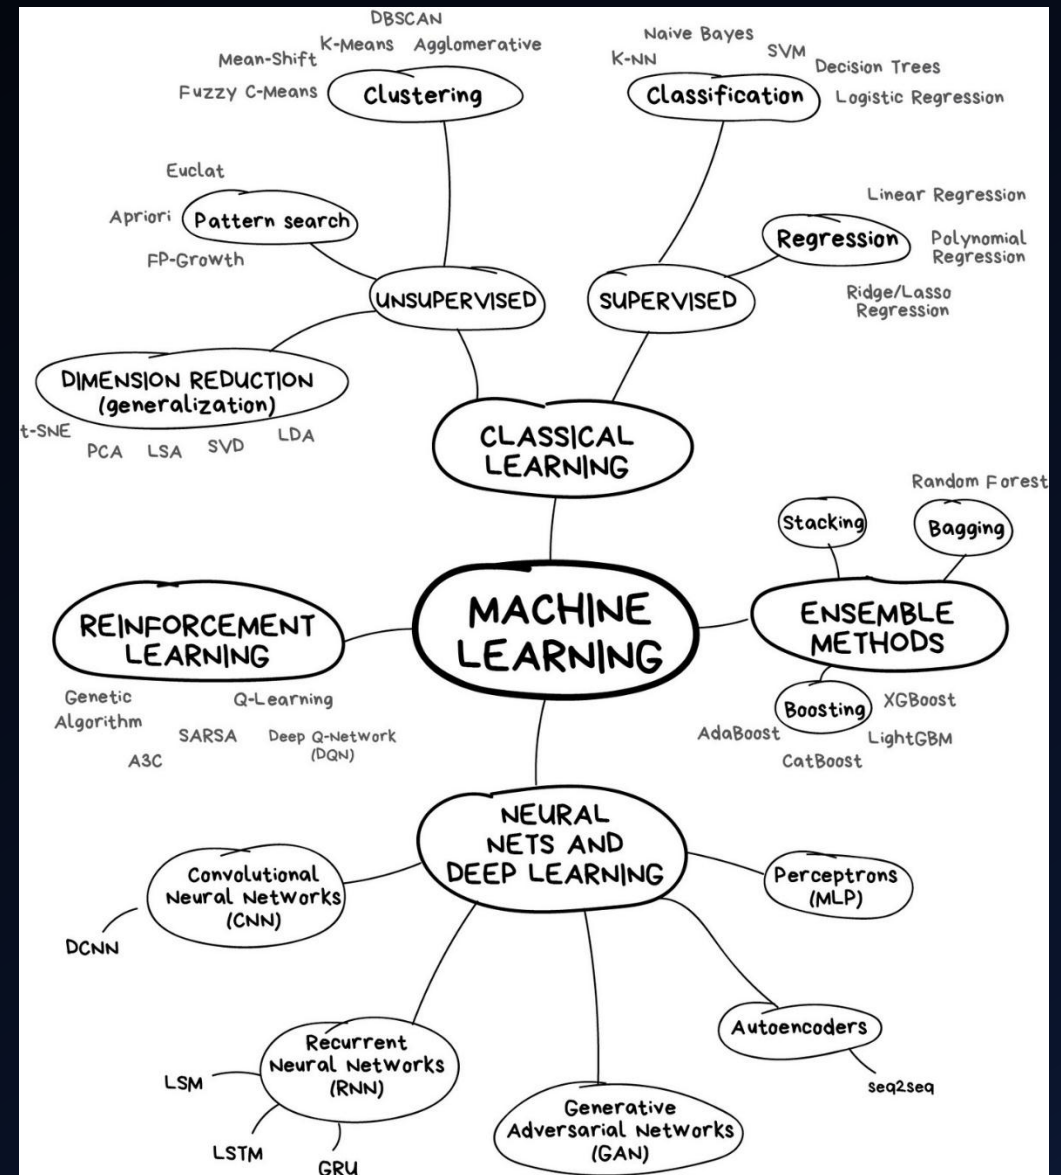 DBSCAN
K-Means
Agglomerative
Mean-Shift
Fuzzy C-Means
Clustering
Naive Bayes
K-NN
SVM
Decision Trees
Classification
Logistic Regression
Euclat
Apriori
Pattern search
FP-Growth
Linear Regression
Regression
Polynomial
Regression
Ridge/Lasso
Regression
UNSUPERVISED
SUPERVISED
DIMENSION REDUCTION
(generalization)
t-SNE
PCA
LSA
SVD
LDA
CLASSICAL
LEARNING
Random Forest
Stacking
Bagging
MACHINE
LEARNING
REINFORCEMENT
LEARNING
ENSEMBLE
METHODS
Genetic
Algorithm
Q-Learning
SARSA
Deep Q-Network
(DQN)
A3C
Boosting
XGBoost
AdaBoost
LightGBM
CatBoost
NEURAL
NETS AND
DEEP LEARNING
Convolutional
Neural Networks
(CNN)
DCNN
Perceptrons
(MLP)
Autoencoders
seq2seq
Recurrent
Neural Networks
(RNN)
LSM
LSTM
GRU
Generative
Adversarial Networks
(GAN)